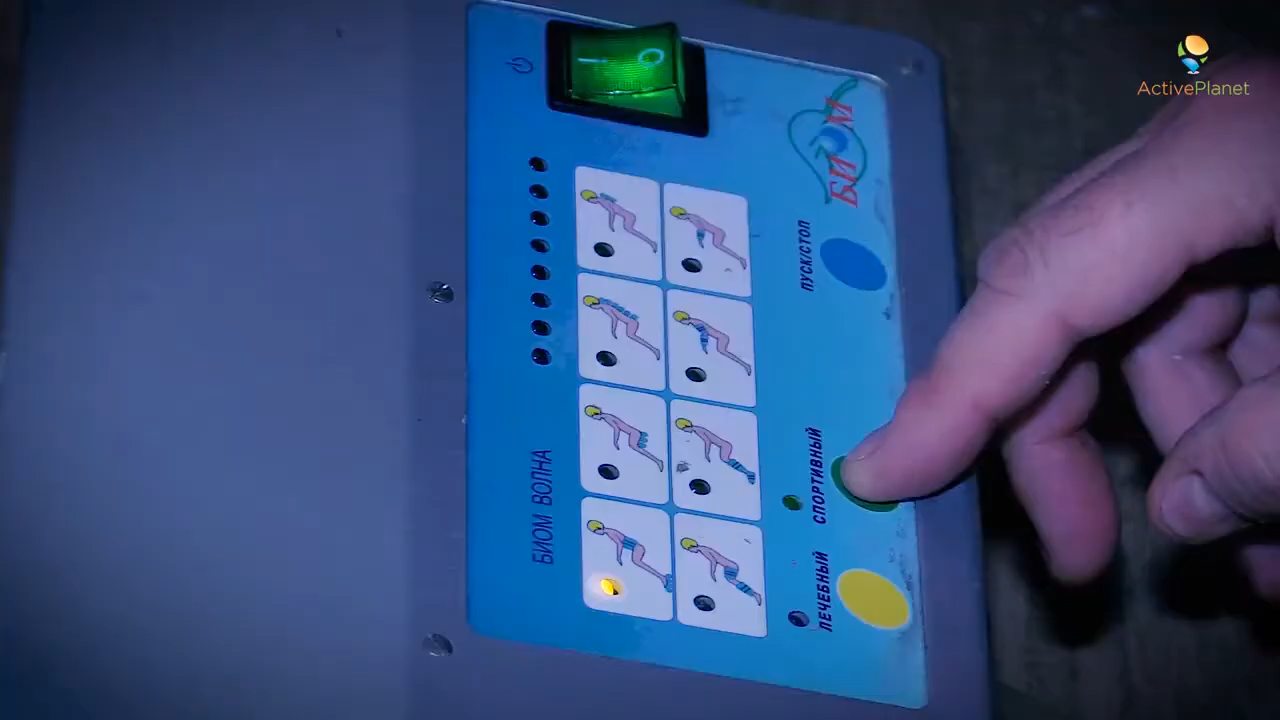 ActivePlanet
БИОМ
ПУСК/СТОП
СПОРТИВНЫЙ
ЛЕЧЕБНЫЙ
БИОМ ВОЛНА